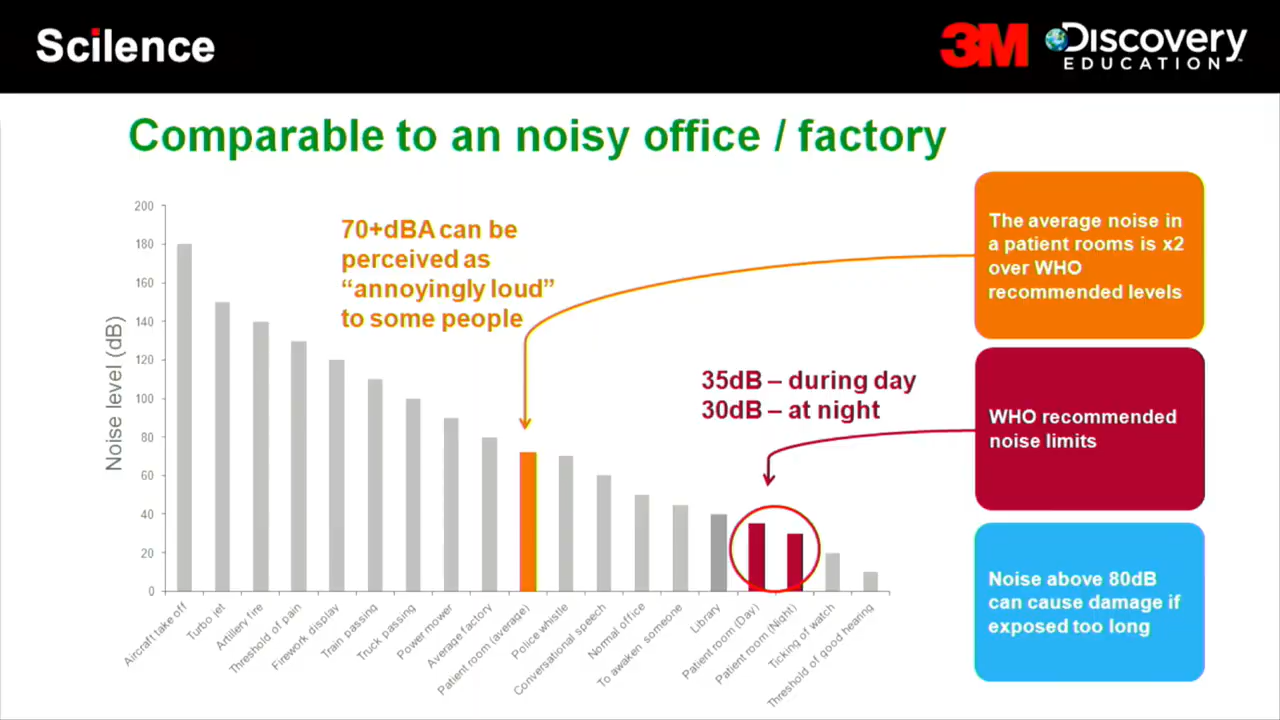 Scilence
3M
Discovery
EDUCATION
Comparable to an noisy office / factory
200
180
160
140
120
100
80
60
40
20
0
Noise level (dB)
70+dBA can be
perceived as
“annoyingly loud”
to some people
35dB – during day
30dB – at night
The average noise in
a patient rooms is x2
over WHO
recommended levels
WHO recommended
noise limits
Noise above 80dB
can cause damage if
exposed too long
Aircraft take off
Turbo jet
Artillery fire
Threshold of pain
Firework display
Train passing
Truck passing
Power mower
Average factory
Patient room (average)
Police whistle
Conversational speech
Normal office
To awaken someone
Library
Patient room (Day)
Patient room (Night)
Ticking of watch
Threshold of good hearing